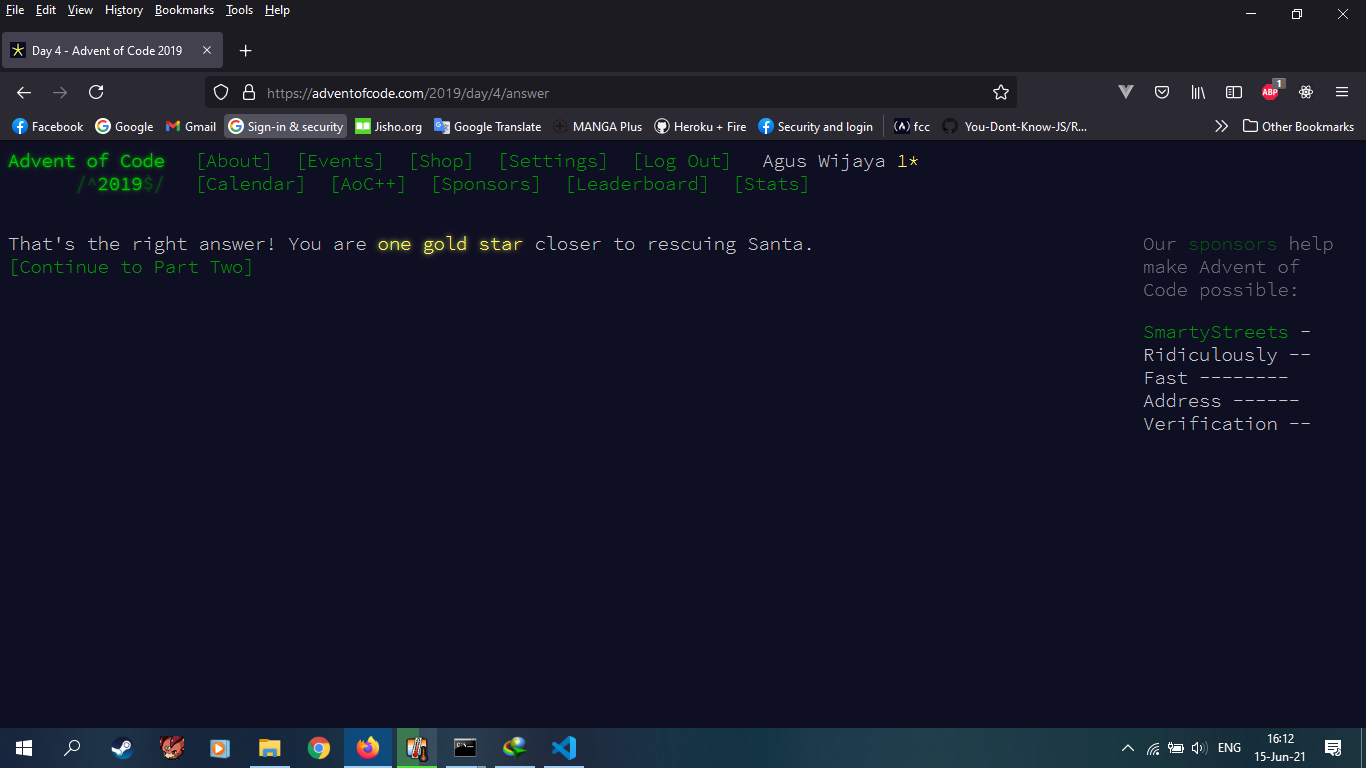 File Edit View History Bookmarks Tools Help
Day 4 - Advent of Code 2019
https://adventofcode.com/2019/day/4/answer
ABP 1
Facebook Google Gmail Sign-in & security Jisho.org Google Translate MANGA Plus Heroku + Fire Security and login fcc You-Dont-Know-JS/R... Other Bookmarks
Advent of Code [About] [Events] [Shop] [Settings] [Log Out] Agus Wijaya 1*
/^2019$/ [Calendar] [AoC++] [Sponsors] [Leaderboard] [Stats]
That's the right answer! You are one gold star closer to rescuing Santa.
[Continue to Part Two]
Our sponsors help
make Advent of
Code possible:
SmartyStreets -
Ridiculously --
Fast --------
Address ------
Verification --
ENG
16:12
15-Jun-21